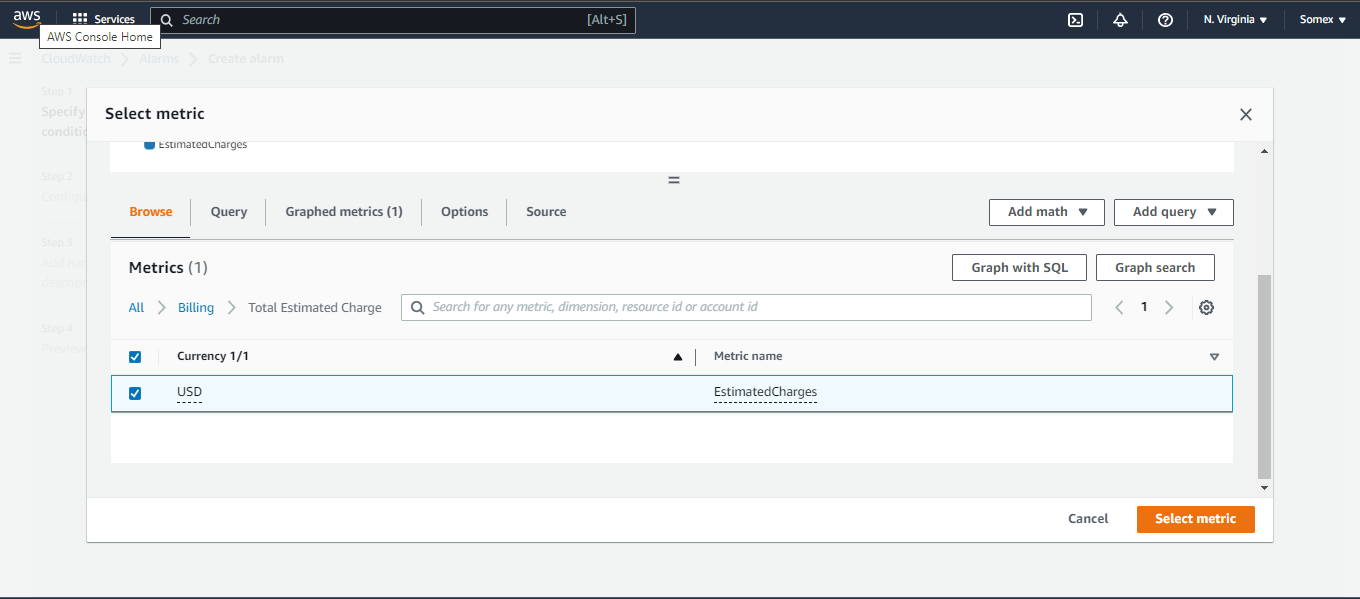 aws
Services
Search
[Alt+S]
N. Virginia
Somex
AWS Console Home
CloudWatch
Alarms
Create alarm
Step 1
Specify
conditio
Step 2
Configu
Step 3
Add na
descrip
Step 4
Preview
Select metric
EstimatedCharges
Browse
Query
Graphed metrics (1)
Options
Source
Add math
Add query
Metrics (1)
Graph with SQL
Graph search
All
Billing
Total Estimated Charge
Search for any metric, dimension, resource id or account id
1
Currency 1/1
Metric name
USD
EstimatedCharges
Cancel
Select metric